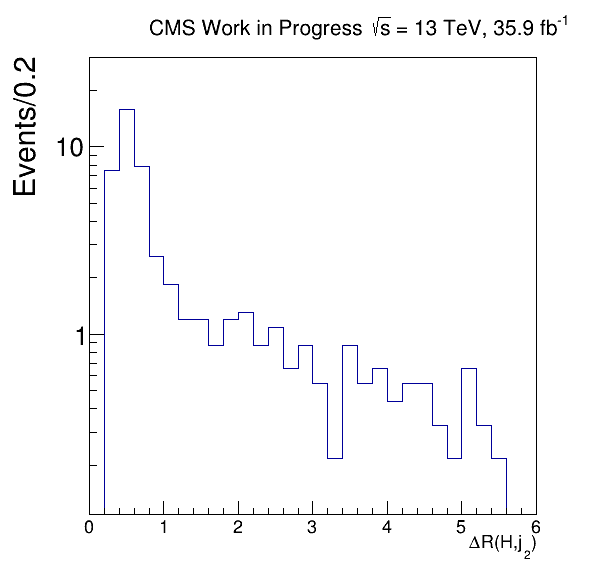 CMS Work in Progress √s = 13 TeV, 35.9 fb⁻¹
Events/0.2
10
1
0 1 2 3 4 5 6
ΔR(H,j₂)